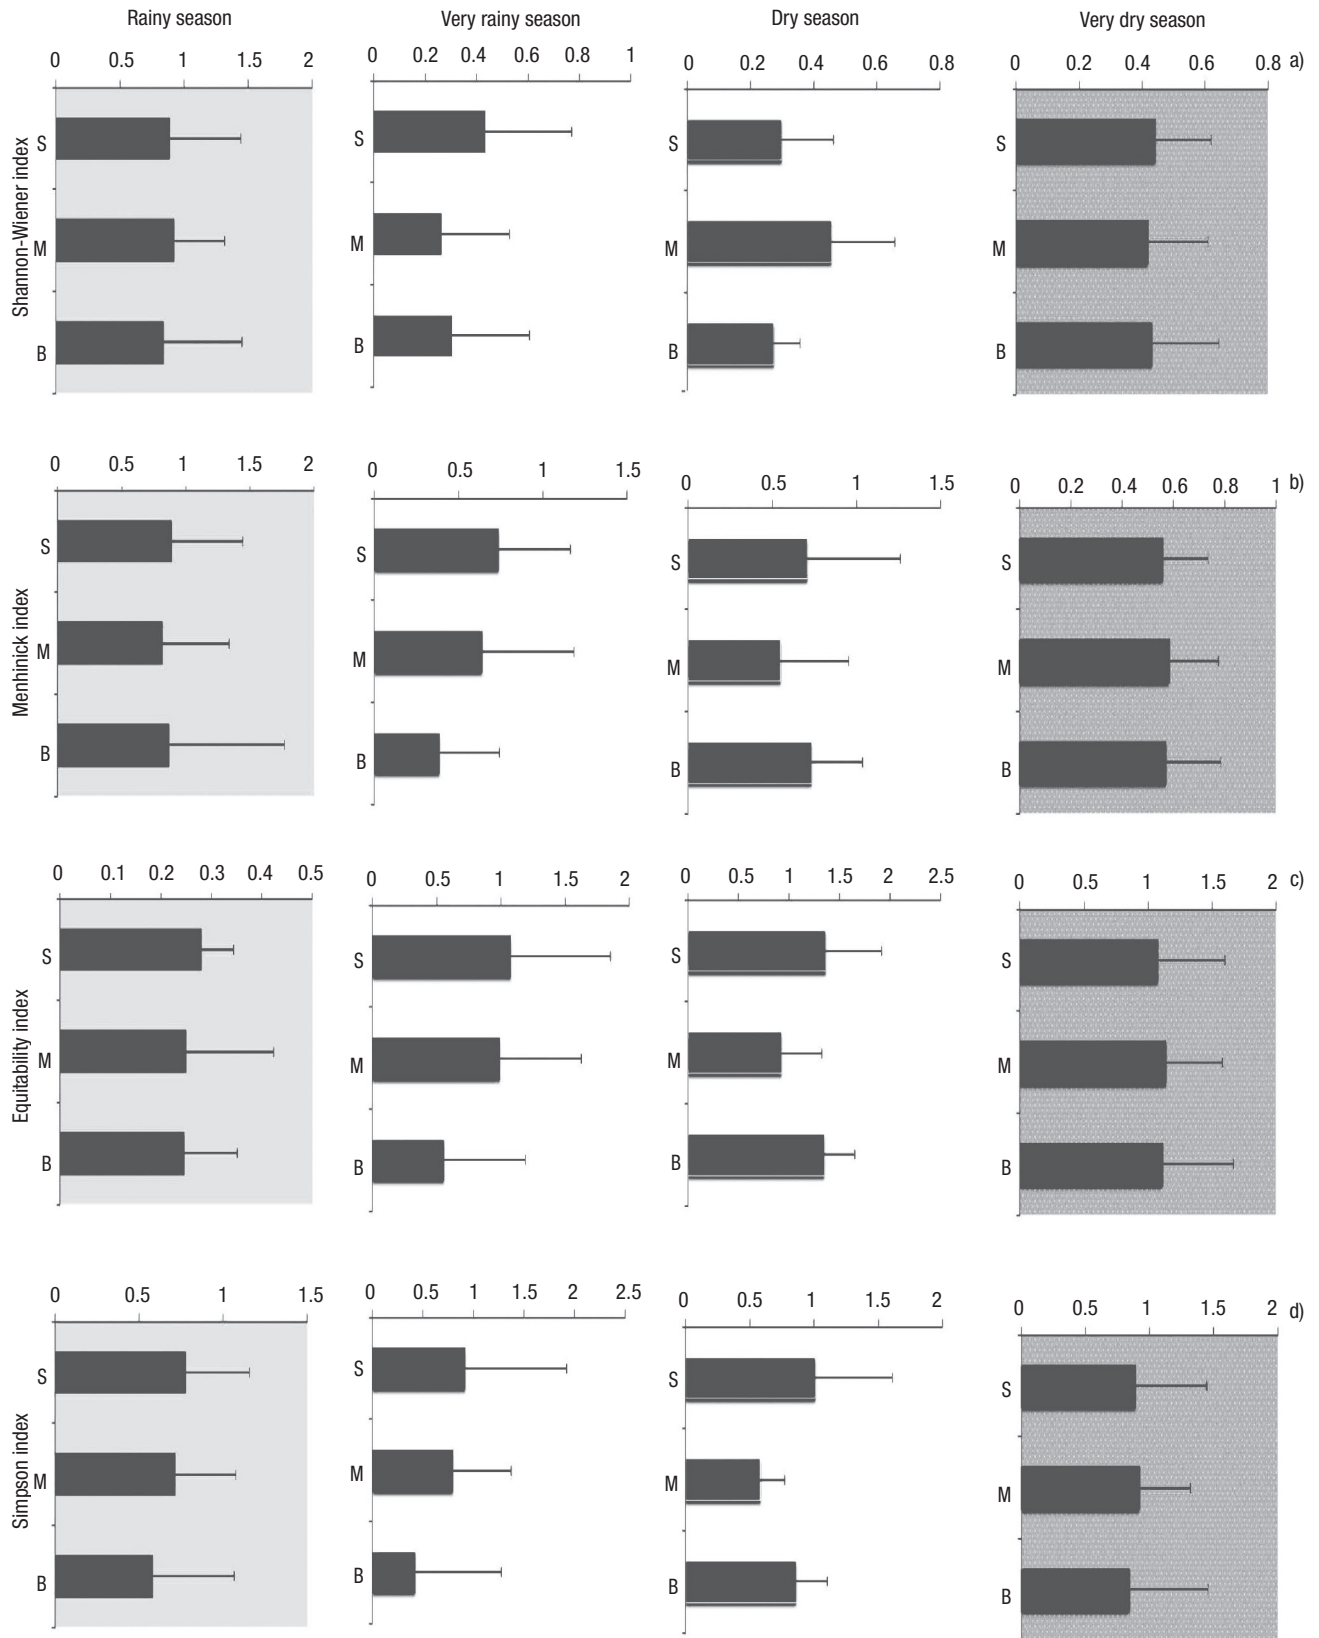 Rainy season Very rainy season Dry season Very dry season
0 0.5 1 1.5 2 0 0.2 0.4 0.6 0.8 1 0 0.2 0.4 0.6 0.8 0 0.2 0.4 0.6 0.8 a)
Shannon-Wiener index
S S S S
M M M M
B B B B
0 0.5 1 1.5 2 0 0.5 1 1.5 0 0.5 1 1.5 0 0.2 0.4 0.6 0.8 1 b)
Menhinick index
S S S S
M M M M
B B B B
0 0.1 0.2 0.3 0.4 0.5 0 0.5 1 1.5 2 0 0.5 1 1.5 2 2.5 0 0.5 1 1.5 2 c)
Equitability index
S S S S
M M M M
B B B B
0 0.5 1 1.5 0 0.5 1 1.5 2 2.5 0 0.5 1 1.5 2 0 0.5 1 1.5 2 d)
Simpson index
S S S S
M M M M
B B B B